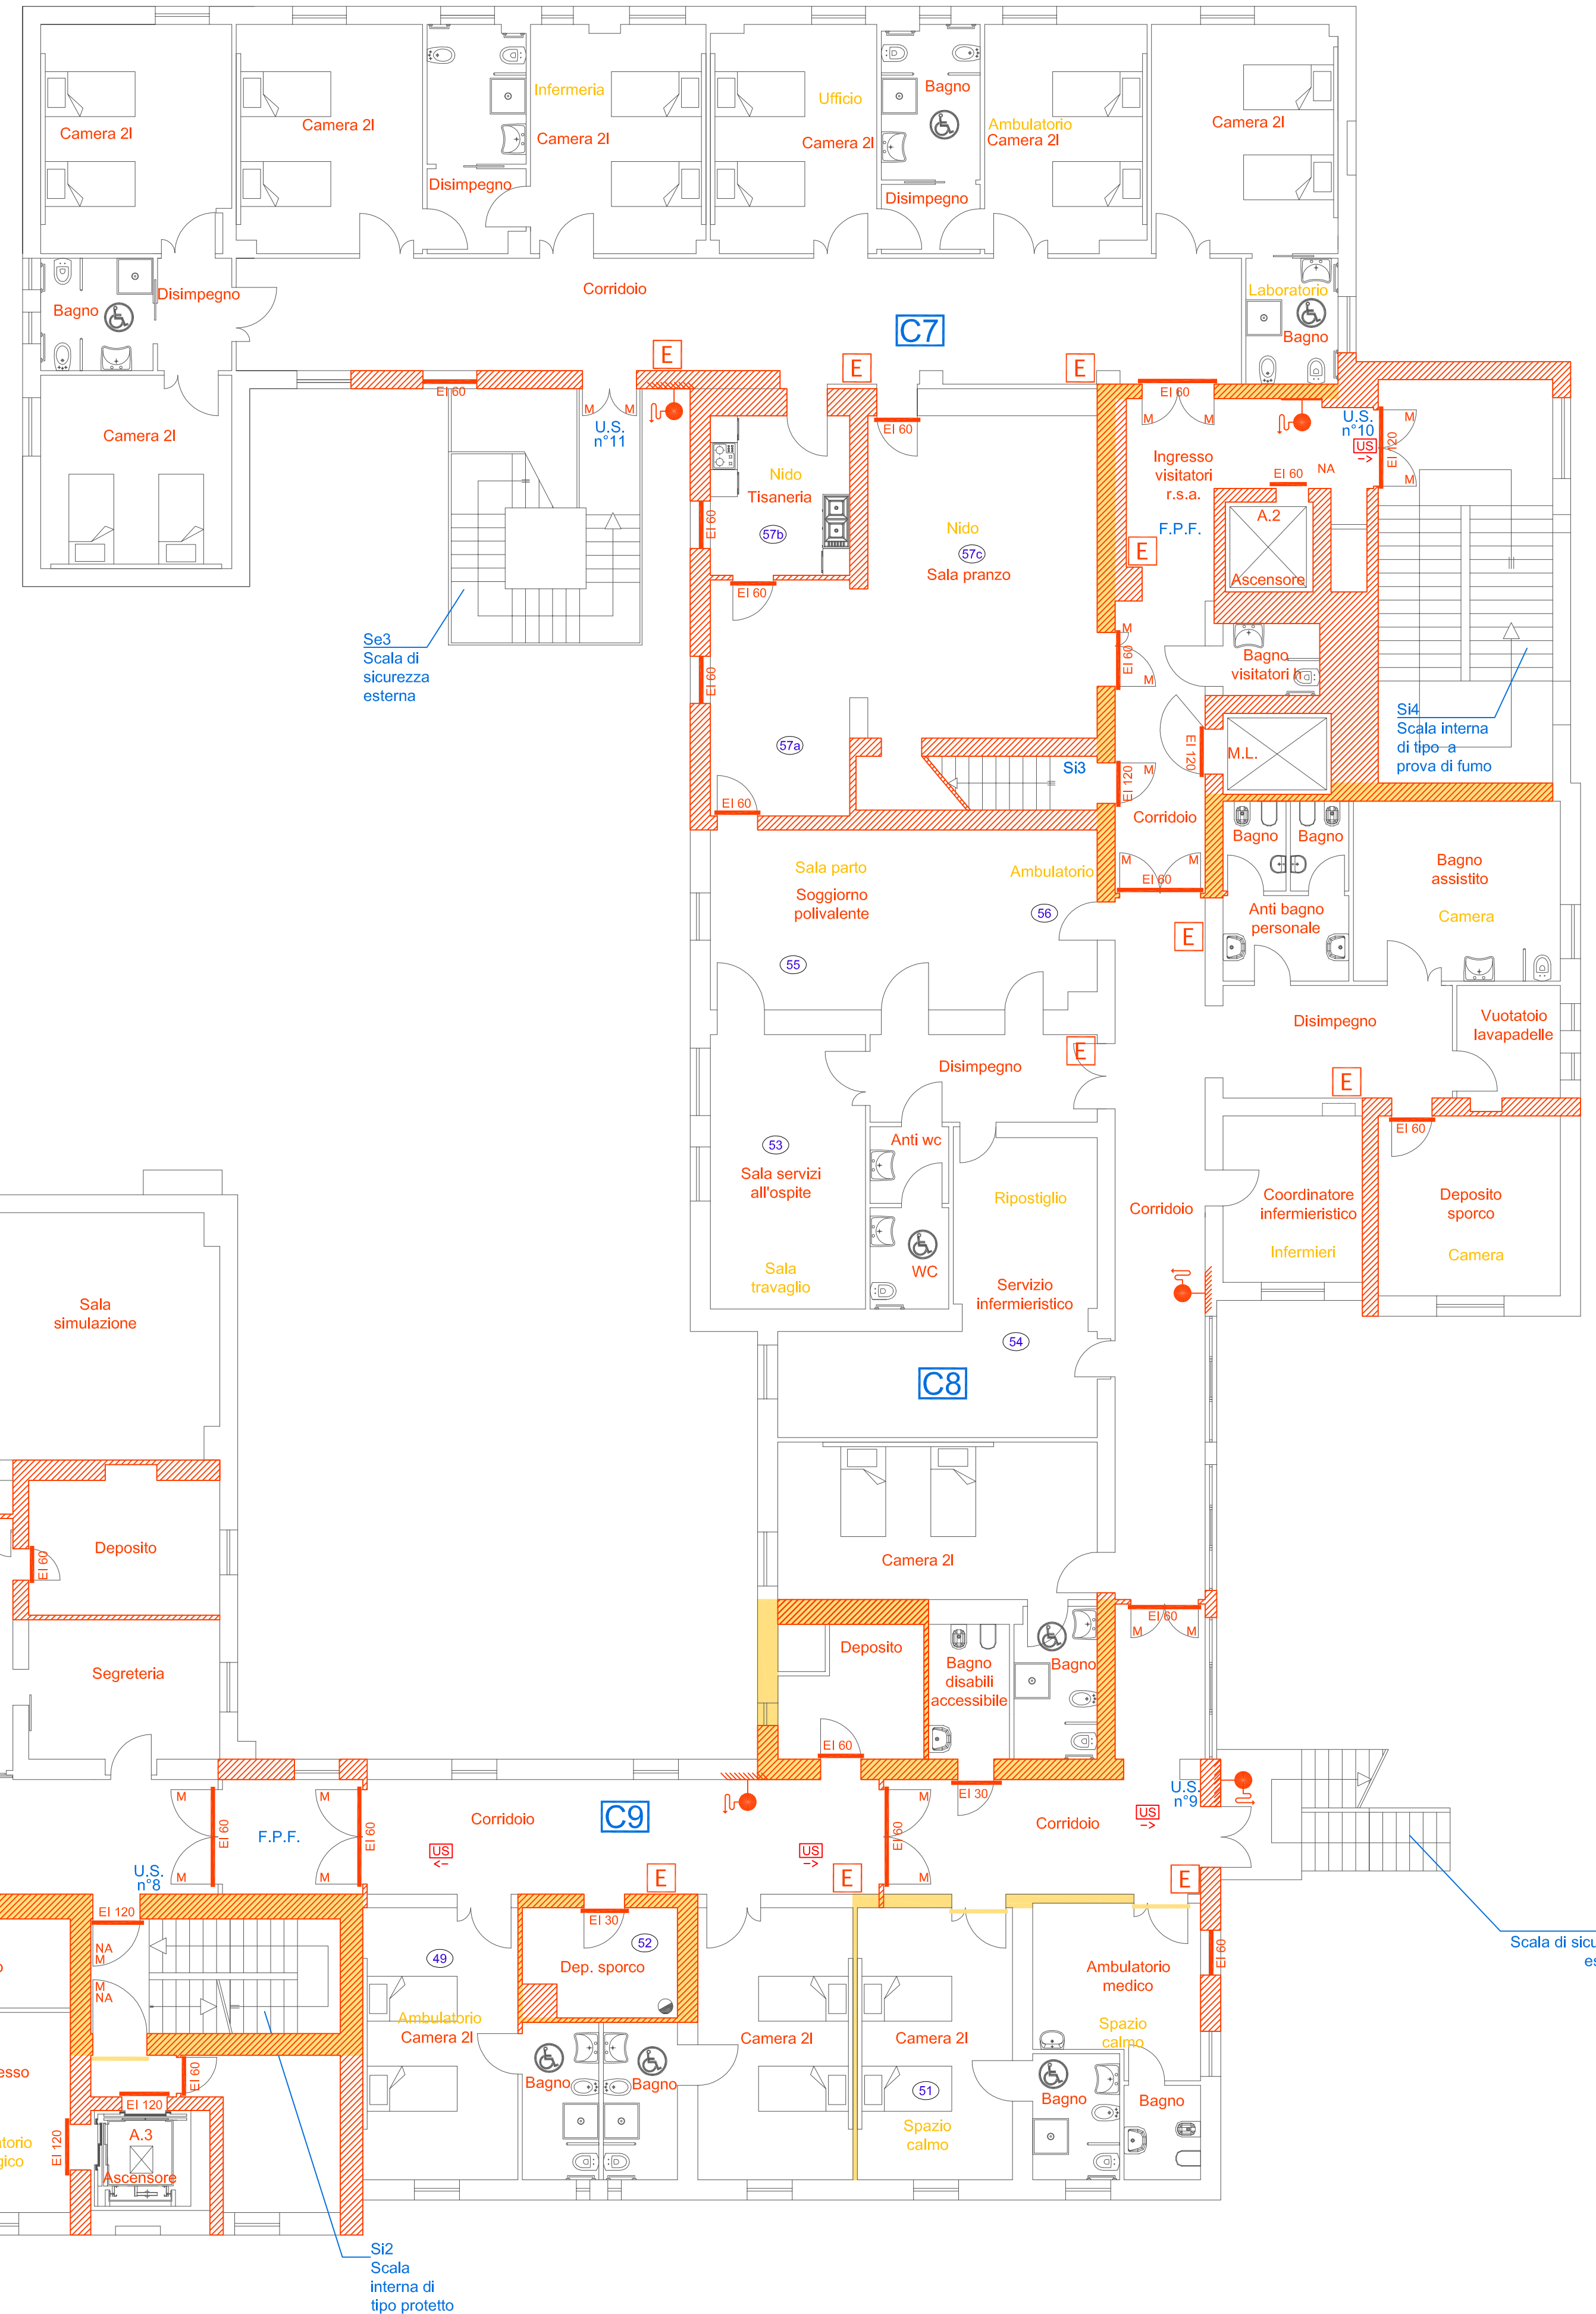 Infermeria
Ufficio
Bagno
Camera 2l
Camera 2l
Camera 2l
Camera 2l
Ambulatorio
Camera 2l
Camera 2l
Disimpegno
Disimpegno
Bagno
Disimpegno
Corridoio
Laboratorio
Bagno
C7
E
E
E
EI 60
M
M
U.S.
n°11
EI 60
EI 60
M
M
U.S.
n°10
US
->
M
EI 120
M
Camera 2l
Nido
Tisaneria
57b
EI 60
EI 60
Nido
57c
Sala pranzo
Ingresso
visitatori
r.s.a.
F.P.F.
EI 60
NA
A.2
Ascensore
E
Se3
Scala di
sicurezza
esterna
EI 60
57a
EI 60
M
EI 60
M
Bagno
visitatori h
Si4
Scala interna
di tipo a
prova di fumo
Si3
EI 120
M
EI 120
M.L.
Corridoio
M
M
EI 60
Bagno
Bagno
Sala parto
Soggiorno
polivalente
Ambulatorio
56
55
E
Anti bagno
personale
Bagno
assistito
Camera
Disimpegno
Vuotatoio
lavapadelle
E
Disimpegno
E
EI 60
53
Sala servizi
all'ospite
Anti wc
Ripostiglio
Corridoio
Coordinatore
infermieristico
Infermieri
Deposito
sporco
Camera
Sala
travaglio
WC
Servizio
infermieristico
54
C8
Sala
simulazione
Deposito
EI 60
Camera 2l
Segreteria
Deposito
EI 60
Bagno
disabili
accessibile
Bagno
EI 60
M
M
M
EI 60
M
F.P.F.
M
EI 60
M
U.S.
n°8
Corridoio
C9
US
<-
US
->
M
EI 60
M
EI 30
Corridoio
US
->
U.S.
n°9
E
E
E
EI 120
NA
M
M
NA
EI 60
EI 120
A.3
Ascensore
EI 120
esso
49
Ambulatorio
Camera 2l
EI 30
52
Dep. sporco
Bagno
Bagno
Camera 2l
Camera 2l
51
Spazio
calmo
Ambulatorio
medico
Spazio
calmo
Bagno
Bagno
EI 60
Scala di sicu
es
Si2
Scala
interna di
tipo protetto